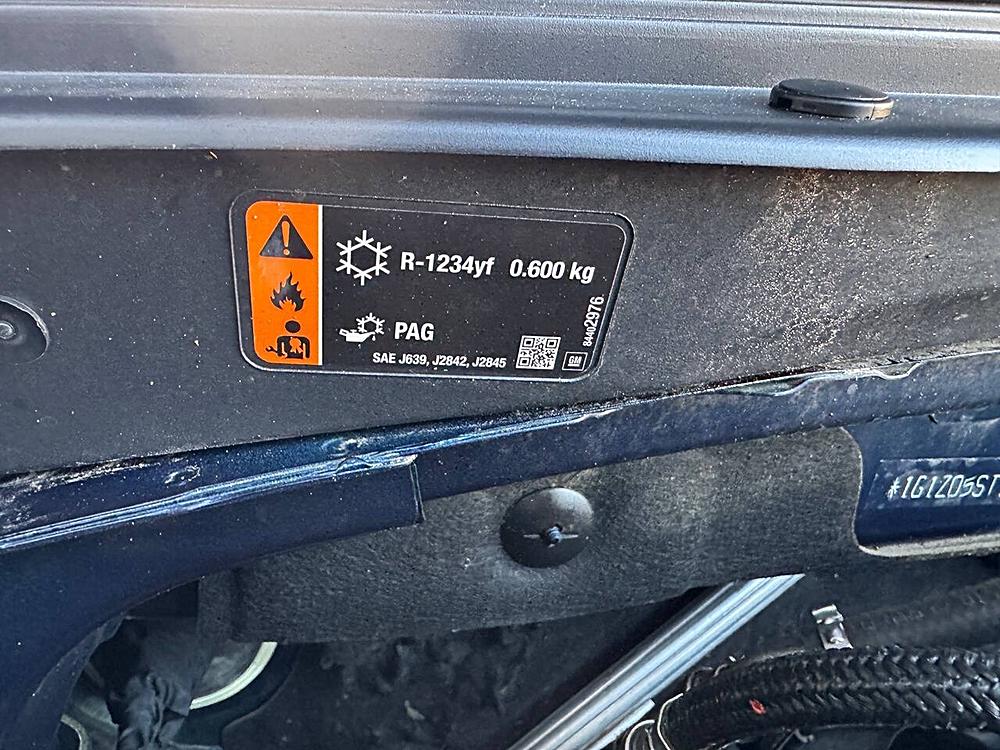 R-1234yf 0.600 kg
PAG
SAE J639, J2842, J2845
84402976
GM
*1G1ZD5ST